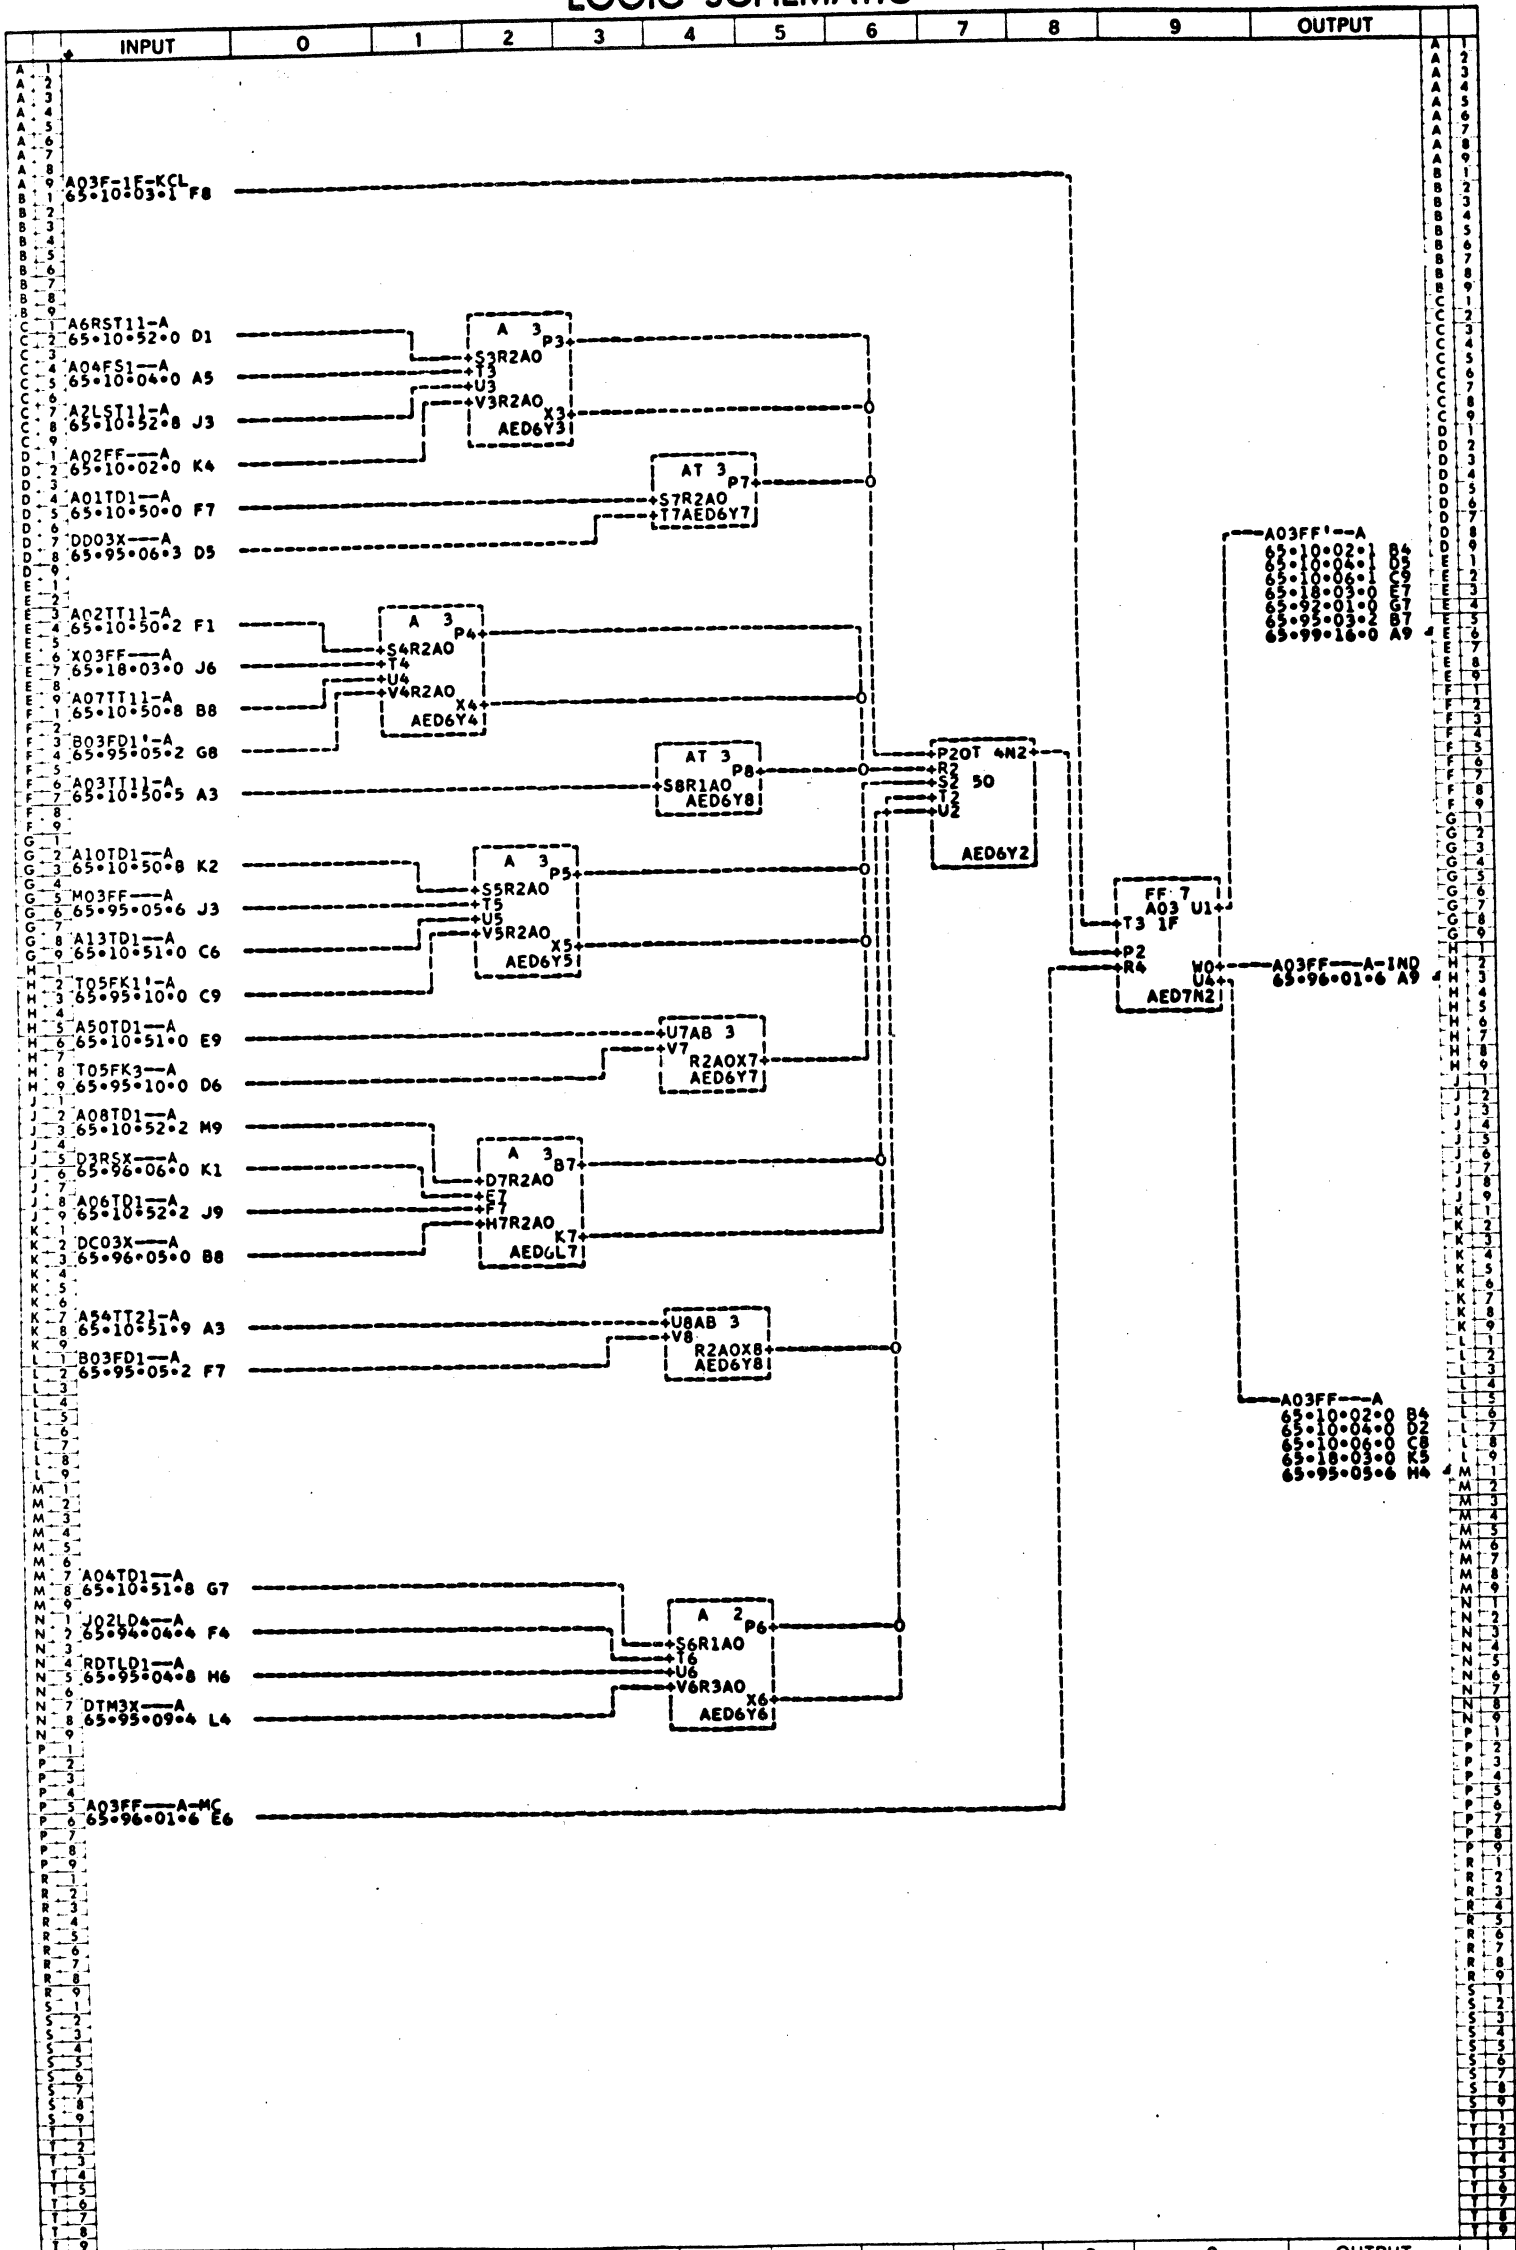 LOGIC SCHEMATIC
INPUT 0 1 2 3 4 5 6 7 8 9 OUTPUT
A03F-1F-KCL
65•10•03•1 F8
A6RST11-A
65•10•52•0 D1
A04FS1--A
65•10•04•0 A5
A2LST11-A
65•10•52•8 J3
A02FF---A
65•10•02•0 K4
A 3
P3
S3R2A0
T3
U3
V3R2A0
X3
AED6Y3
A01TD1--A
65•10•50•0 F7
DD03X---A
65•95•06•3 D5
AT 3
P7
S7R2A0
T7AED6Y7
A02TT11-A
65•10•50•2 F1
X03FF---A
65•18•03•0 J6
A07TT11-A
65•10•50•8 B8
B03FD1'-A
65•95•05•2 G8
A 3
P4
S4R2A0
T4
U4
V4R2A0
X4
AED6Y4
A03TT11-A
65•10•50•5 A3
AT 3
P8
S8R1A0
AED6Y8
P2OT 4N2
R2
S2 50
T2
U2
AED6Y2
A10TD1--A
65•10•50•8 K2
M03FF---A
65•95•05•6 J3
A13TD1--A
65•10•51•0 C6
T05FK1'-A
65•95•10•0 C9
A 3
P5
S5R2A0
T5
U5
V5R2A0
X5
AED6Y5
FF 7
A03 U1
T3 1F
P2
R4 W0
U4
AED7N2
A50TD1--A
65•10•51•0 E9
T05FK3--A
65•95•10•0 D6
U7AB 3
V7
R2A0X7
AED6Y7
A08TD1--A
65•10•52•2 M9
D3RSX---A
65•96•06•0 K1
A06TD1--A
65•10•52•2 J9
DC03X---A
65•96•05•0 B8
A 3
B7
D7R2A0
E7
F7
H7R2A0
K7
AED6L7
A54TT21-A
65•10•51•9 A3
B03FD1--A
65•95•05•2 F7
U8AB 3
V8
R2A0X8
AED6Y8
A04TD1--A
65•10•51•8 G7
J02LD4--A
65•94•04•4 F4
RDTLD1--A
65•95•04•8 H6
DTM3X---A
65•95•09•4 L4
A 2
P6
S6R1A0
T6
U6
V6R3A0
X6
AED6Y6
A03FF---A-MC
65•96•01•6 E6
A03FF'--A
65•10•02•1 B4
65•10•04•1 D5
65•10•06•1 C9
65•18•03•0 E7
65•92•01•0 G7
65•95•03•2 B7
65•99•16•0 A9
A03FF---A-IND
65•96•01•6 A9
A03FF---A
65•10•02•0 B4
65•10•04•0 D2
65•10•06•0 C8
65•18•03•0 K5
65•95•05•6 H4